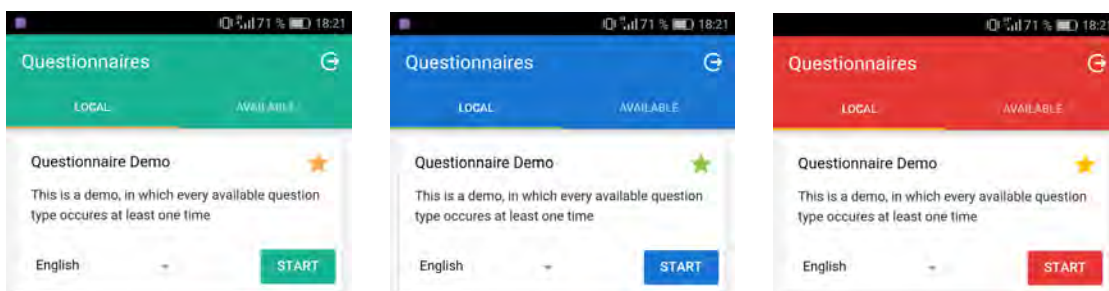 71 % 18:21
Questionnaires
LOCAL AVAILABLE
Questionnaire Demo
This is a demo, in which every available question
type occures at least one time
English START
71 % 18:21
Questionnaires
LOCAL AVAILABLE
Questionnaire Demo
This is a demo, in which every available question
type occures at least one time
English START
71 % 18:21
Questionnaires
LOCAL AVAILABLE
Questionnaire Demo
This is a demo, in which every available question
type occures at least one time
English START